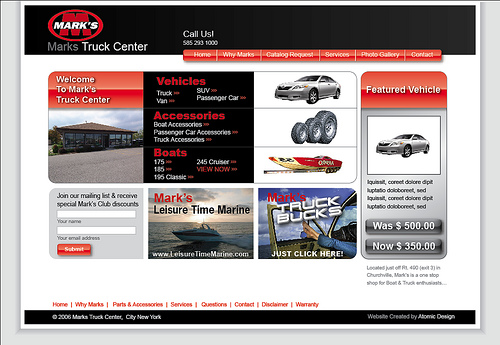 MARK'S
Marks Truck Center
Call Us!
585 293 1000
Home Why Marks Catalog Request Services Photo Gallery Contact
Welcome
To Mark's
Truck Center
Vehicles
Truck >>> SUV >>>
Van >>> Passenger Car >>>
Accessories
Boat Accessories >>>
Passenger Car Accessories >>>
Truck Accessories >>>
Boats
175 >>> 245 Cruiser >>>
185 >>> VIEW NOW >>>
195 Classic >>>
Featured Vehicle
Iquisit, coreet dolore dipit
luptatio doloboreet, sed
Iquisit, coreet dolore dipit
luptatio doloboreet, sed
Was $ 500.00
Now $ 350.00
Located just off Rt. 490 (exit 3) in
Churchville, Mark's is a one stop
shop for Boat & Truck enthusiasts....
Join our mailing list & receive
special Mark's Club discounts
Your name
Your email address
Submit
Mark's
Leisure Time Marine
www.LeisureTimeMarine.com
Mark's
TRUCK
BUCKS
JUST CLICK HERE!
Home | Why Marks | Parts & Accessories | Services | Questions | Contact | Disclaimer | Warranty
© 2006 Marks Truck Center, City New York
Website Created by Atomic Design